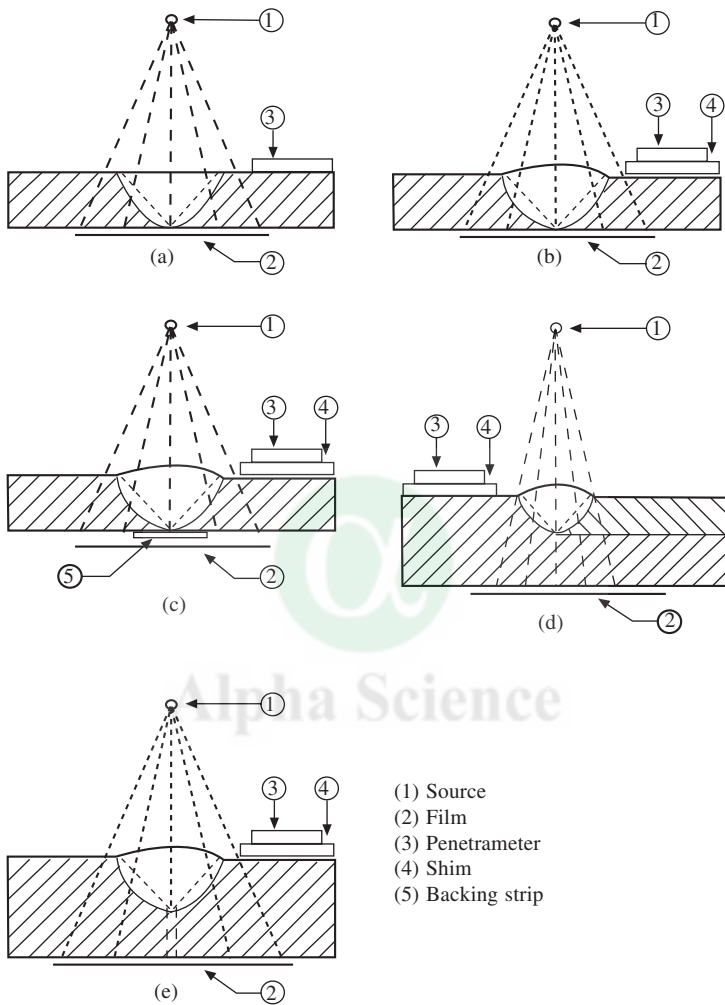 1
3
2
(a)
1
3
4
2
(b)
1
3
4
5
2
(c)
1
3
4
2
(d)
α
Alpha Science
1
3
4
2
(e)
(1) Source
(2) Film
(3) Penetrameter
(4) Shim
(5) Backing strip